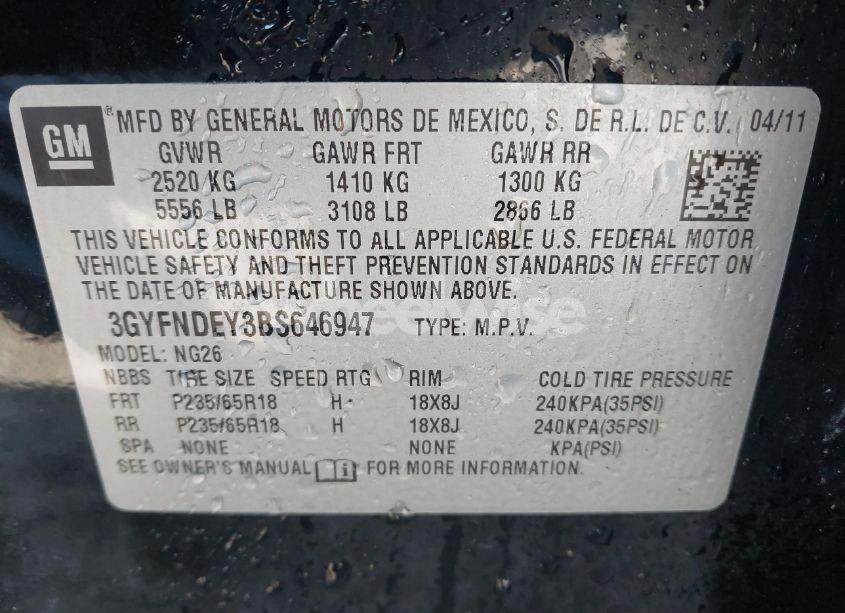 GM ® MFD BY GENERAL MOTORS DE MEXICO, S. DE R.L. DE C.V. 04/11
GVWR GAWR FRT GAWR RR
2520 KG 1410 KG 1300 KG
5556 LB 3108 LB 2866 LB
THIS VEHICLE CONFORMS TO ALL APPLICABLE U.S. FEDERAL MOTOR
VEHICLE SAFETY AND THEFT PREVENTION STANDARDS IN EFFECT ON
THE DATE OF MANUFACTURE SHOWN ABOVE.
3GYFNDEY3BS646947 TYPE: M.P.V.
MODEL: NG26
NBBS TIRE SIZE SPEED RTG RIM COLD TIRE PRESSURE
FRT P235/65R18 H 18X8J 240KPA(35PSI)
RR P235/65R18 H 18X8J 240KPA(35PSI)
SPA NONE NONE KPA(PSI)
SEE OWNER'S MANUAL FOR MORE INFORMATION.